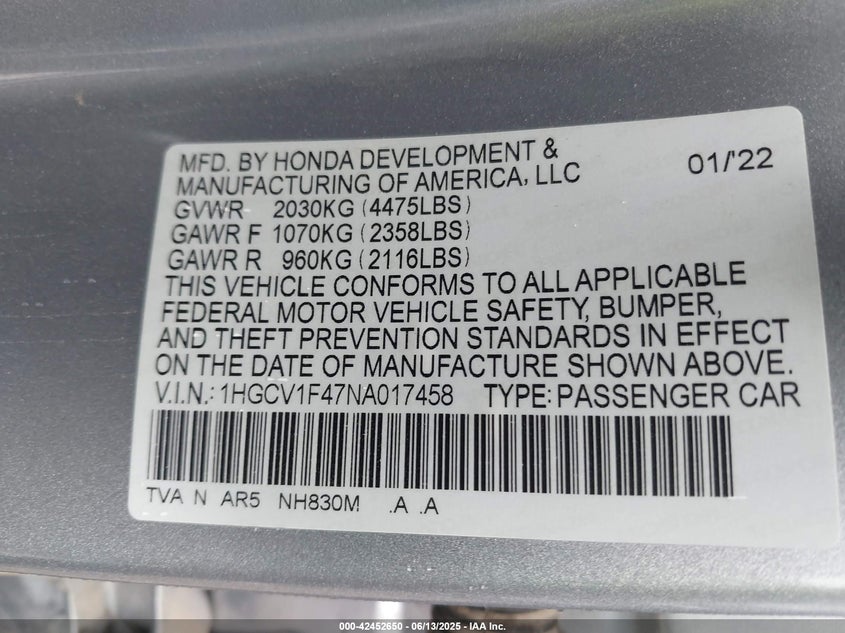 MFD. BY HONDA DEVELOPMENT & MANUFACTURING OF AMERICA, LLC 01/'22
GVWR 2030KG (4475LBS)
GAWR F 1070KG (2358LBS)
GAWR R 960KG (2116LBS)
THIS VEHICLE CONFORMS TO ALL APPLICABLE
FEDERAL MOTOR VEHICLE SAFETY, BUMPER,
AND THEFT PREVENTION STANDARDS IN EFFECT
ON THE DATE OF MANUFACTURE SHOWN ABOVE.
V.I.N.: 1HGCV1F47NA017458 TYPE: PASSENGER CAR
TVA N AR5 NH830M .A .A
000-42452650 - 06/13/2025 - IAA Inc.